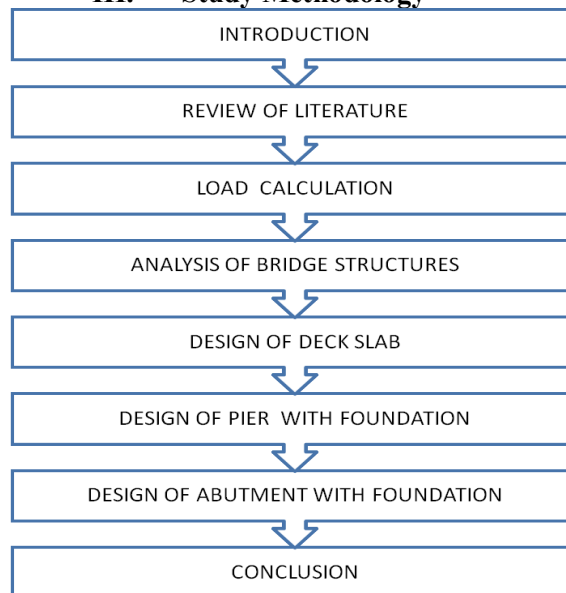 III. Study Methodology
INTRODUCTION
REVIEW OF LITERATURE
LOAD CALCULATION
ANALYSIS OF BRIDGE STRUCTURES
DESIGN OF DECK SLAB
DESIGN OF PIER WITH FOUNDATION
DESIGN OF ABUTMENT WITH FOUNDATION
CONCLUSION